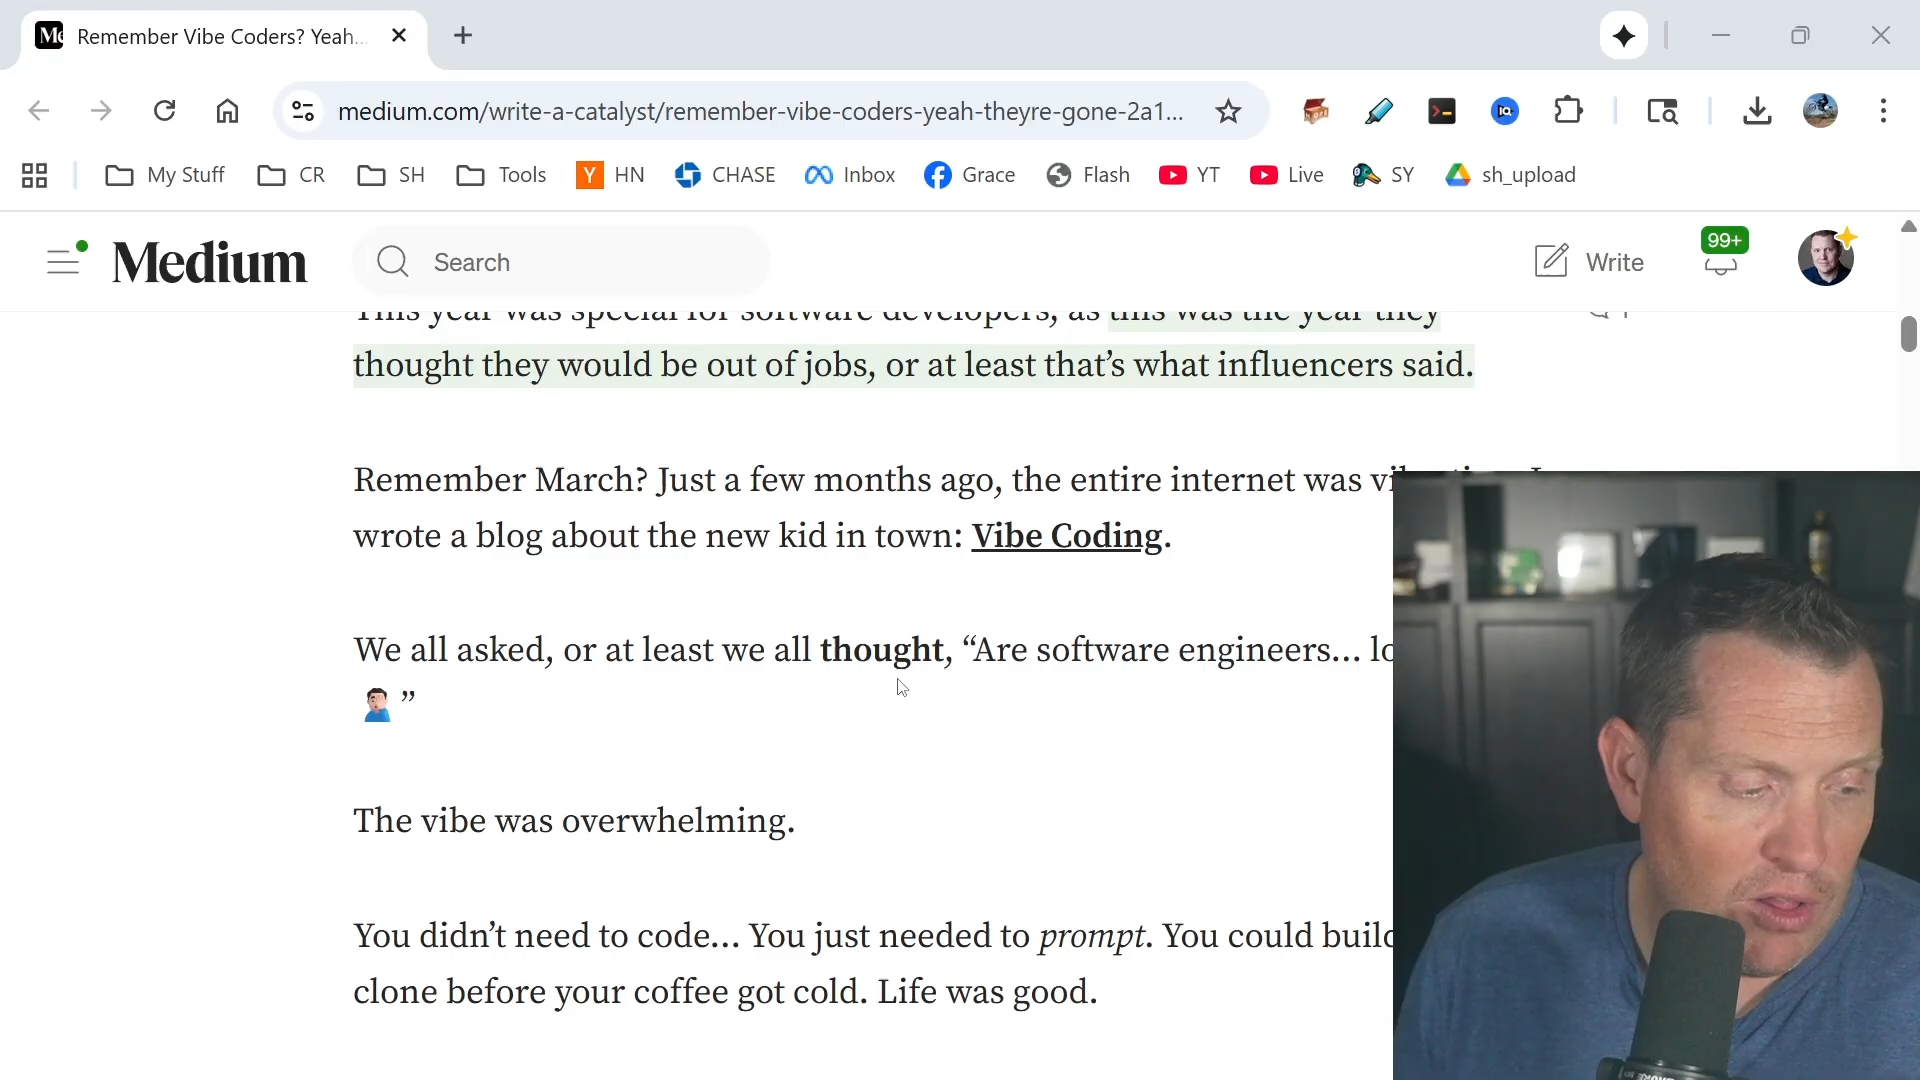 Remember Vibe Coders? Yeah...
medium.com/write-a-catalyst/remember-vibe-coders-yeah-theyre-gone-2a1...
My Stuff CR SH Tools HN CHASE Inbox Grace Flash YT Live SY sh_upload
Medium Search Write 99+
This year was special for software developers, as this was the year they
thought they would be out of jobs, or at least that’s what influencers said.
Remember March? Just a few months ago, the entire internet was
wrote a blog about the new kid in town: Vibe Coding.
We all asked, or at least we all thought, “Are software engineers…
”
The vibe was overwhelming.
You didn’t need to code… You just needed to prompt. You could build
clone before your coffee got cold. Life was good.